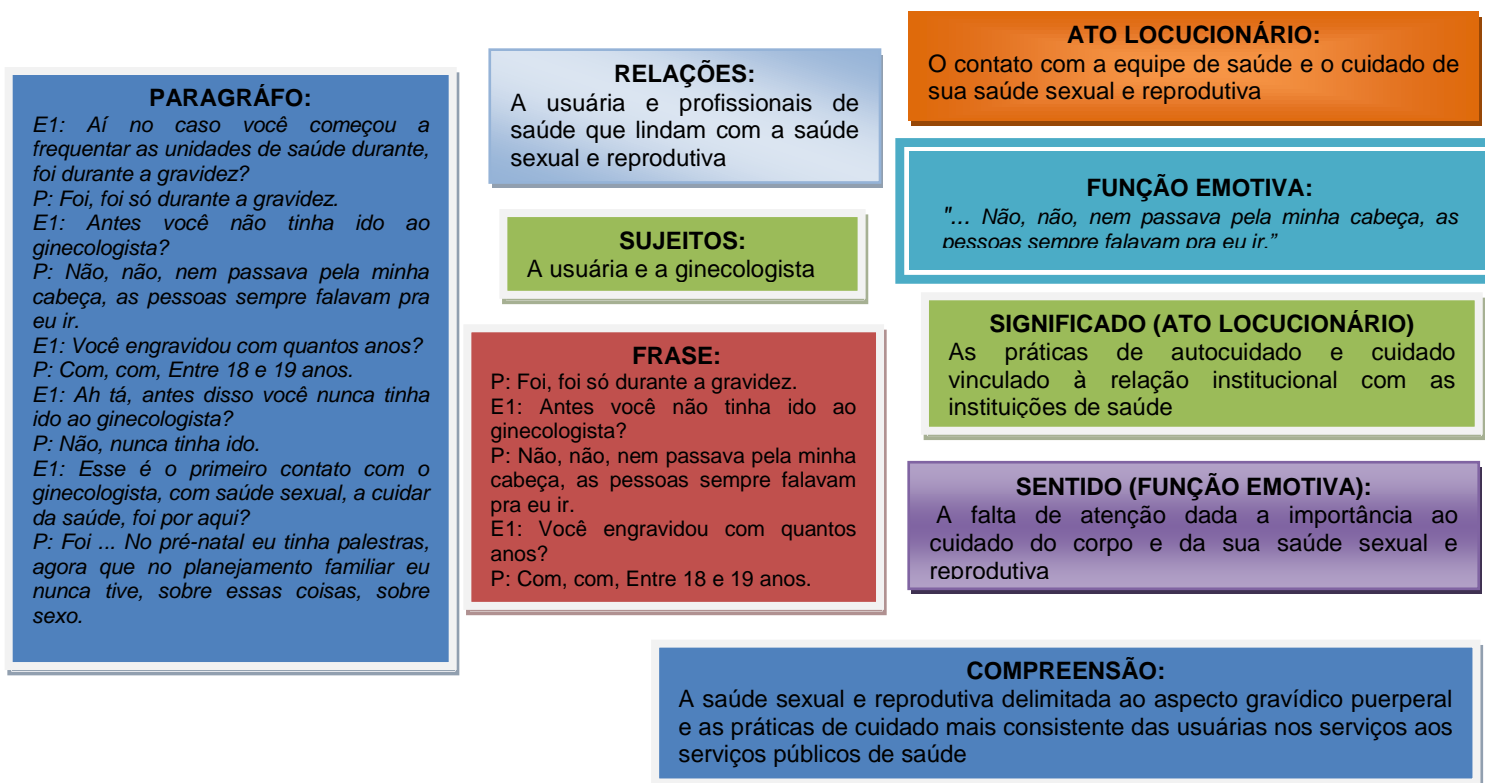 PARAGRÁFO:
E1: Aí no caso você começou a
frequentar as unidades de saúde durante,
foi durante a gravidez?
P: Foi, foi só durante a gravidez.
E1: Antes você não tinha ido ao
ginecologista?
P: Não, não, nem passava pela minha
cabeça, as pessoas sempre falavam pra
eu ir.
E1: Você engravidou com quantos anos?
P: Com, com, Entre 18 e 19 anos.
E1: Ah tá, antes disso você nunca tinha
ido ao ginecologista?
P: Não, nunca tinha ido.
E1: Esse é o primeiro contato com o
ginecologista, com saúde sexual, a cuidar
da saúde, foi por aqui?
P: Foi ... No pré-natal eu tinha palestras,
agora que no planejamento familiar eu
nunca tive, sobre essas coisas, sobre
sexo.
RELAÇÕES:
A usuária e profissionais de
saúde que lindam com a saúde
sexual e reprodutiva
SUJEITOS:
A usuária e a ginecologista
FRASE:
P: Foi, foi só durante a gravidez.
E1: Antes você não tinha ido ao
ginecologista?
P: Não, não, nem passava pela minha
cabeça, as pessoas sempre falavam
pra eu ir.
E1: Você engravidou com quantos
anos?
P: Com, com, Entre 18 e 19 anos.
ATO LOCUCIONÁRIO:
O contato com a equipe de saúde e o cuidado de
sua saúde sexual e reprodutiva
FUNÇÃO EMOTIVA:
"... Não, não, nem passava pela minha cabeça, as
pessoas sempre falavam pra eu ir.”
SIGNIFICADO (ATO LOCUCIONÁRIO)
As práticas de autocuidado e cuidado
vinculado à relação institucional com as
instituições de saúde
SENTIDO (FUNÇÃO EMOTIVA):
A falta de atenção dada a importância ao
cuidado do corpo e da sua saúde sexual e
reprodutiva
COMPREENSÃO:
A saúde sexual e reprodutiva delimitada ao aspecto gravídico puerperal
e as práticas de cuidado mais consistente das usuárias nos serviços aos
serviços públicos de saúde